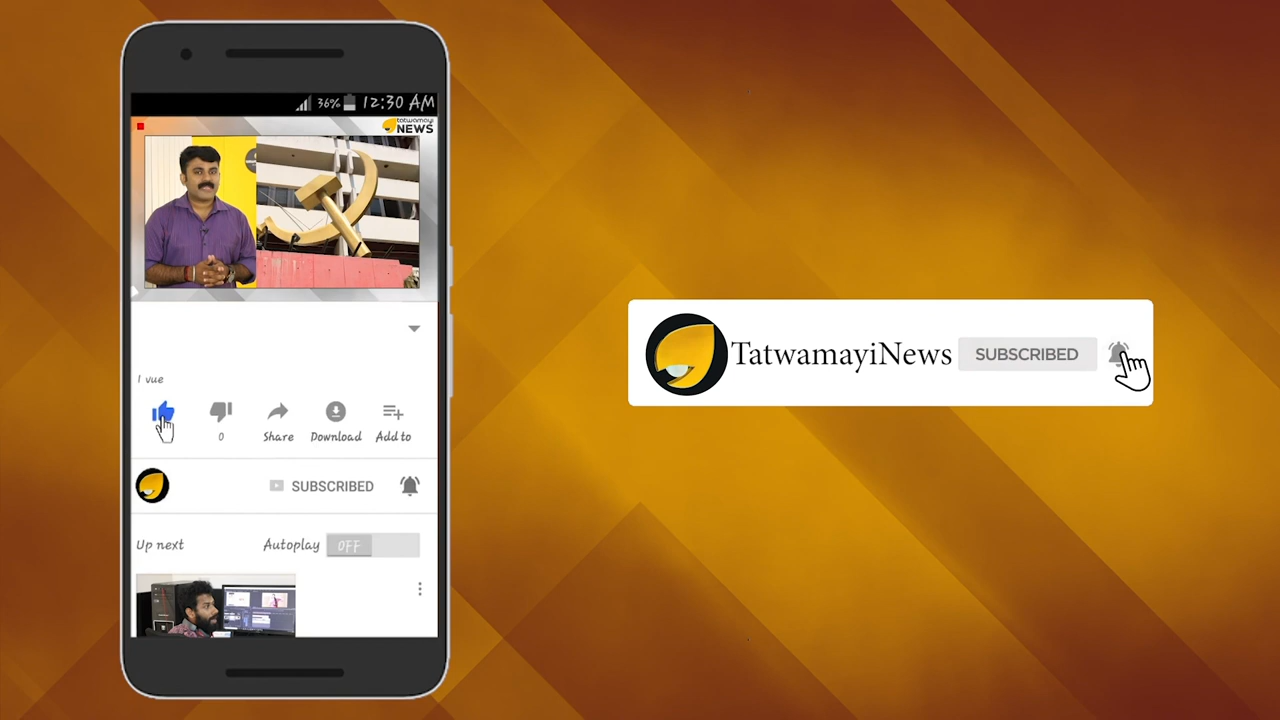 36% 12:30 AM
tatwamayi
NEWS
1 vue
0 Share Download Add to
SUBSCRIBED
Up next Autoplay OFF
TatwamayiNews SUBSCRIBED